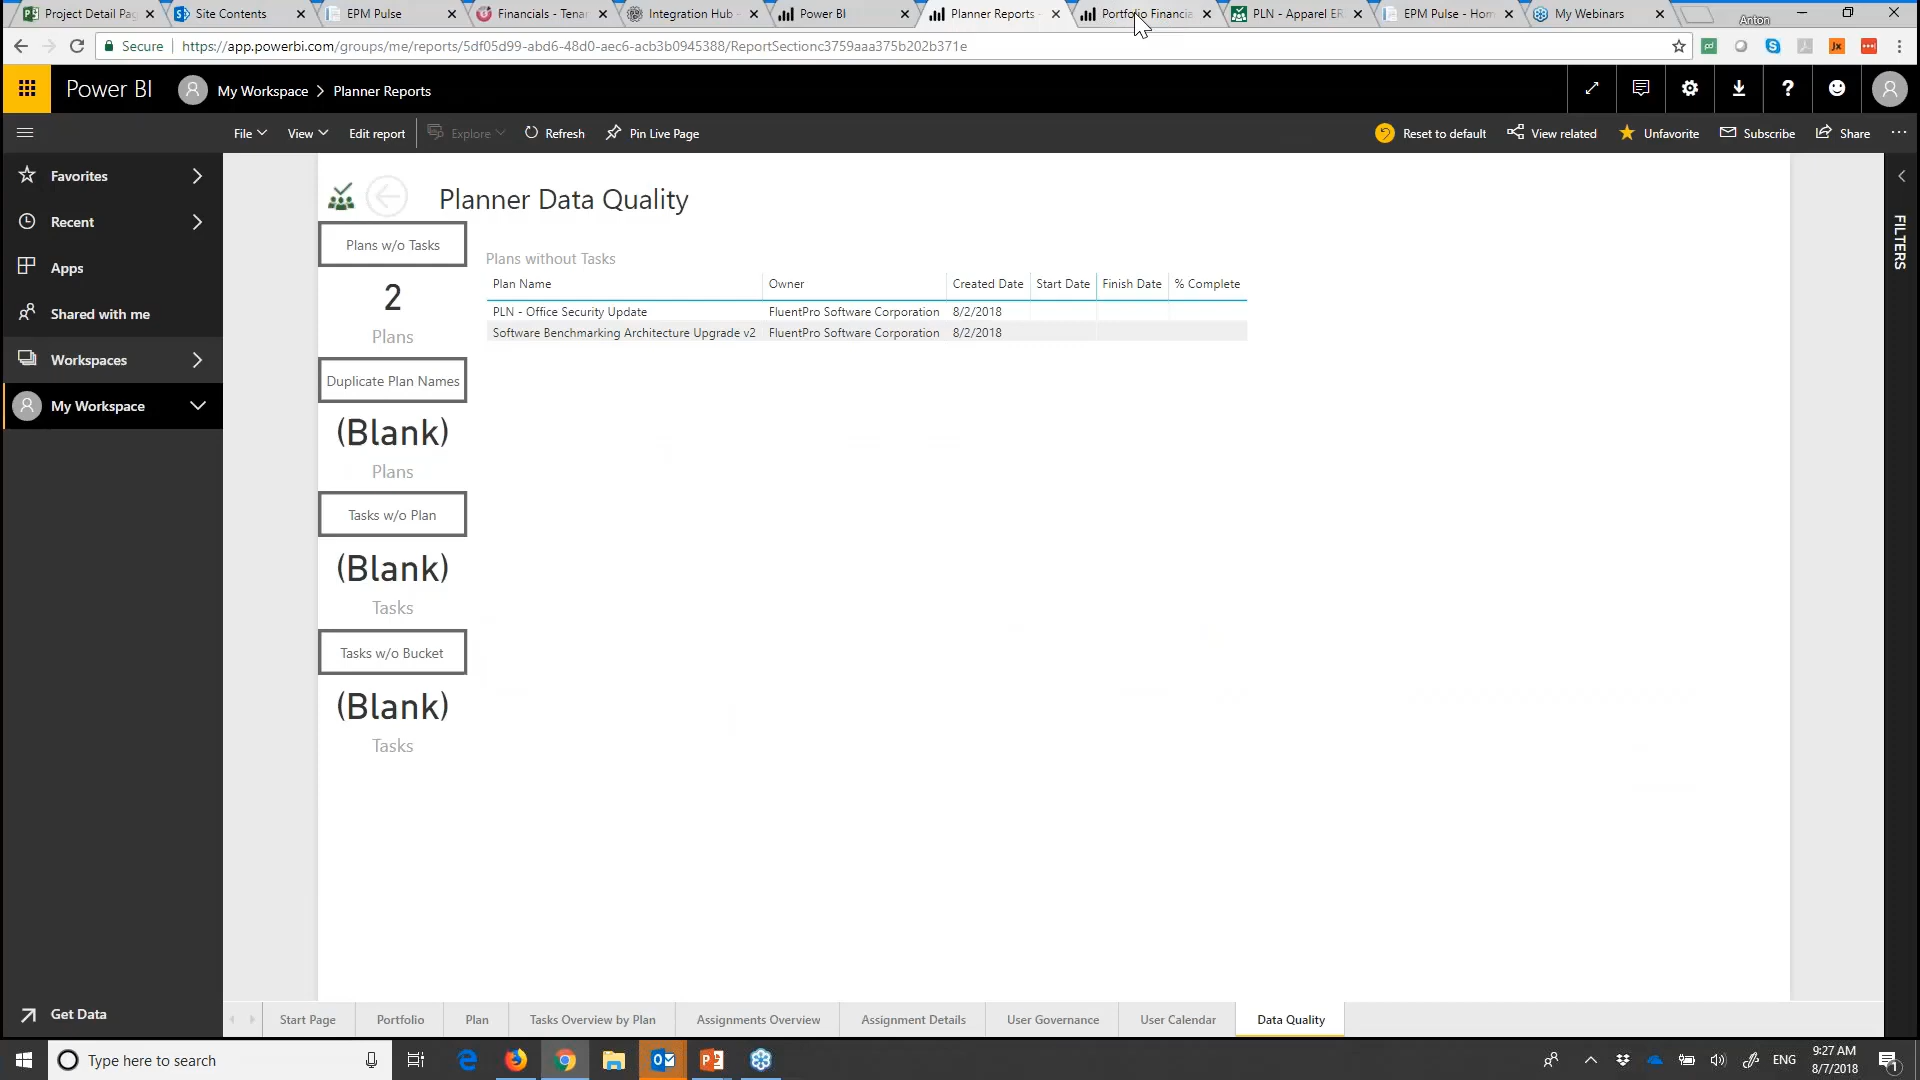 Project Detail Pag
Site Contents
EPM Pulse
Financials - Tenan
Integration Hub -
Power BI
Planner Reports -
Portfolio Financia
PLN - Apparel ER
EPM Pulse - Hom
My Webinars
Anton
Secure
https://app.powerbi.com/groups/me/reports/5df05d99-abd6-48d0-aec6-acb3b0945388/ReportSectionc3759aaa375b202b371e
Power BI
My Workspace > Planner Reports
File
View
Edit report
Explore
Refresh
Pin Live Page
Reset to default
View related
Unfavorite
Subscribe
Share
Favorites
Recent
Apps
Shared with me
Workspaces
My Workspace
Get Data
FILTERS
Planner Data Quality
Plans w/o Tasks
2
Plans
Duplicate Plan Names
(Blank)
Plans
Tasks w/o Plan
(Blank)
Tasks
Tasks w/o Bucket
(Blank)
Tasks
Plans without Tasks
Plan Name Owner Created Date Start Date Finish Date % Complete
PLN - Office Security Update FluentPro Software Corporation 8/2/2018
Software Benchmarking Architecture Upgrade v2 FluentPro Software Corporation 8/2/2018
Start Page
Portfolio
Plan
Tasks Overview by Plan
Assignments Overview
Assignment Details
User Governance
User Calendar
Data Quality
Type here to search
ENG
9:27 AM
8/7/2018
1